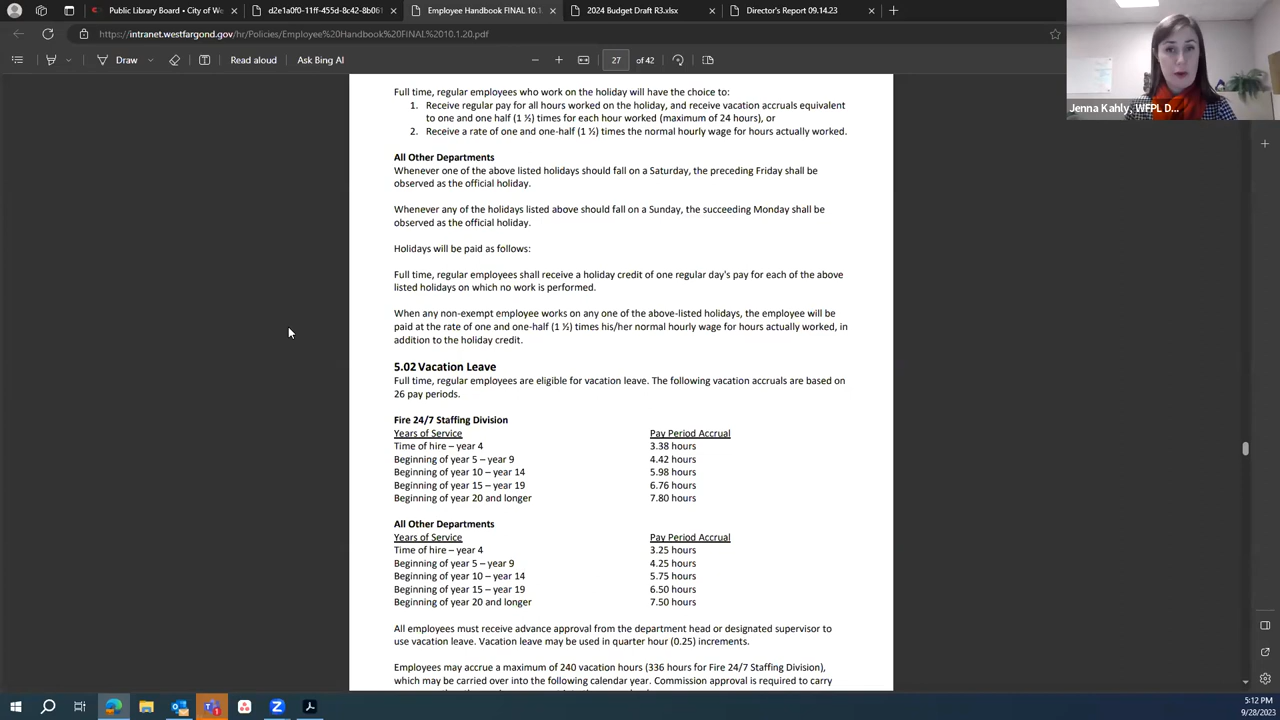 Public Library Board • City of We
d2e1a0f0-11ff-455d-8c42-8b061
Employee Handbook FINAL 10.1
2024 Budget Draft R3.xlsx
Director's Report 09.14.23
https://intranet.westfargond.gov/hr/Policies/Employee%20Handbook%20FINAL%2010.1.20.pdf
Draw
Read aloud
Ask Bing AI
27 of 42
Jenna Kahly, WFPL D...
Full time, regular employees who work on the holiday will have the choice to:
1. Receive regular pay for all hours worked on the holiday, and receive vacation accruals equivalent
to one and one half (1 ½) times for each hour worked (maximum of 24 hours), or
2. Receive a rate of one and one-half (1 ½) times the normal hourly wage for hours actually worked.
All Other Departments
Whenever one of the above listed holidays should fall on a Saturday, the preceding Friday shall be
observed as the official holiday.
Whenever any of the holidays listed above should fall on a Sunday, the succeeding Monday shall be
observed as the official holiday.
Holidays will be paid as follows:
Full time, regular employees shall receive a holiday credit of one regular day's pay for each of the above
listed holidays on which no work is performed.
When any non-exempt employee works on any one of the above-listed holidays, the employee will be
paid at the rate of one and one-half (1 ½) times his/her normal hourly wage for hours actually worked, in
addition to the holiday credit.
5.02 Vacation Leave
Full time, regular employees are eligible for vacation leave. The following vacation accruals are based on
26 pay periods.
Fire 24/7 Staffing Division
Years of Service Pay Period Accrual
Time of hire – year 4 3.38 hours
Beginning of year 5 – year 9 4.42 hours
Beginning of year 10 – year 14 5.98 hours
Beginning of year 15 – year 19 6.76 hours
Beginning of year 20 and longer 7.80 hours
All Other Departments
Years of Service Pay Period Accrual
Time of hire – year 4 3.25 hours
Beginning of year 5 – year 9 4.25 hours
Beginning of year 10 – year 14 5.75 hours
Beginning of year 15 – year 19 6.50 hours
Beginning of year 20 and longer 7.50 hours
All employees must receive advance approval from the department head or designated supervisor to
use vacation leave. Vacation leave may be used in quarter hour (0.25) increments.
Employees may accrue a maximum of 240 vacation hours (336 hours for Fire 24/7 Staffing Division),
which may be carried over into the following calendar year. Commission approval is required to carry
5:12 PM
9/28/2023